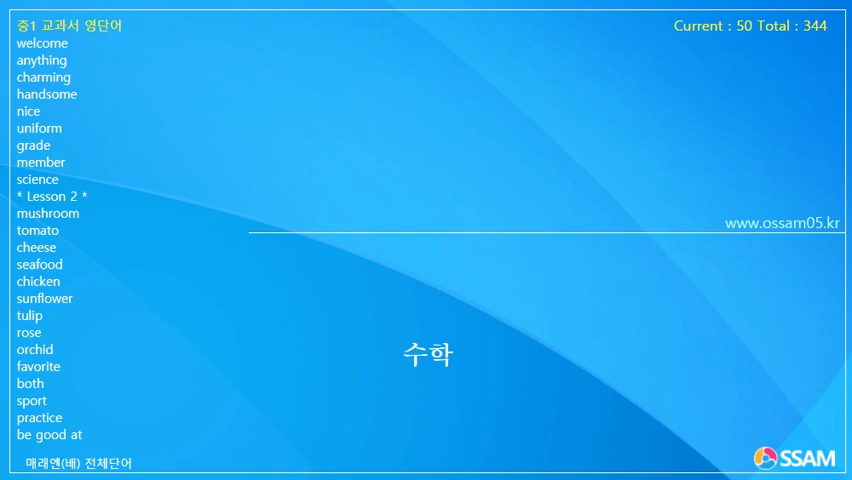 중1 교과서 영단어
Current : 50 Total : 344
welcome
anything
charming
handsome
nice
uniform
grade
member
science
* Lesson 2 *
mushroom
tomato
cheese
seafood
chicken
sunflower
tulip
rose
orchid
favorite
both
sport
practice
be good at
www.ossam05.kr
수학
매래엔(배) 전체단어
OSSAM